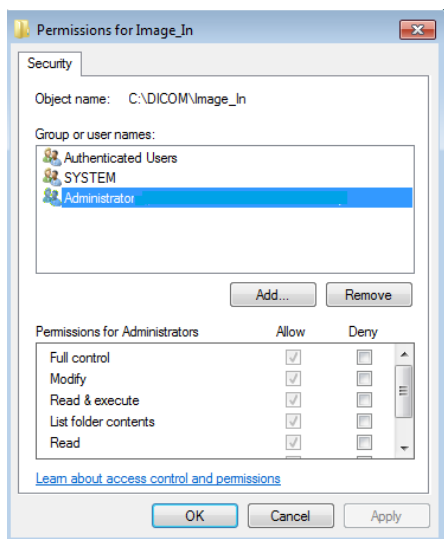 Permissions for Image_In
Security
Object name: C:\DICOM\Image_In
Group or user names:
Authenticated Users
SYSTEM
Administrator
Add... Remove
Permissions for Administrators Allow Deny
Full control
Modify
Read & execute
List folder contents
Read
Learn about access control and permissions
OK Cancel Apply